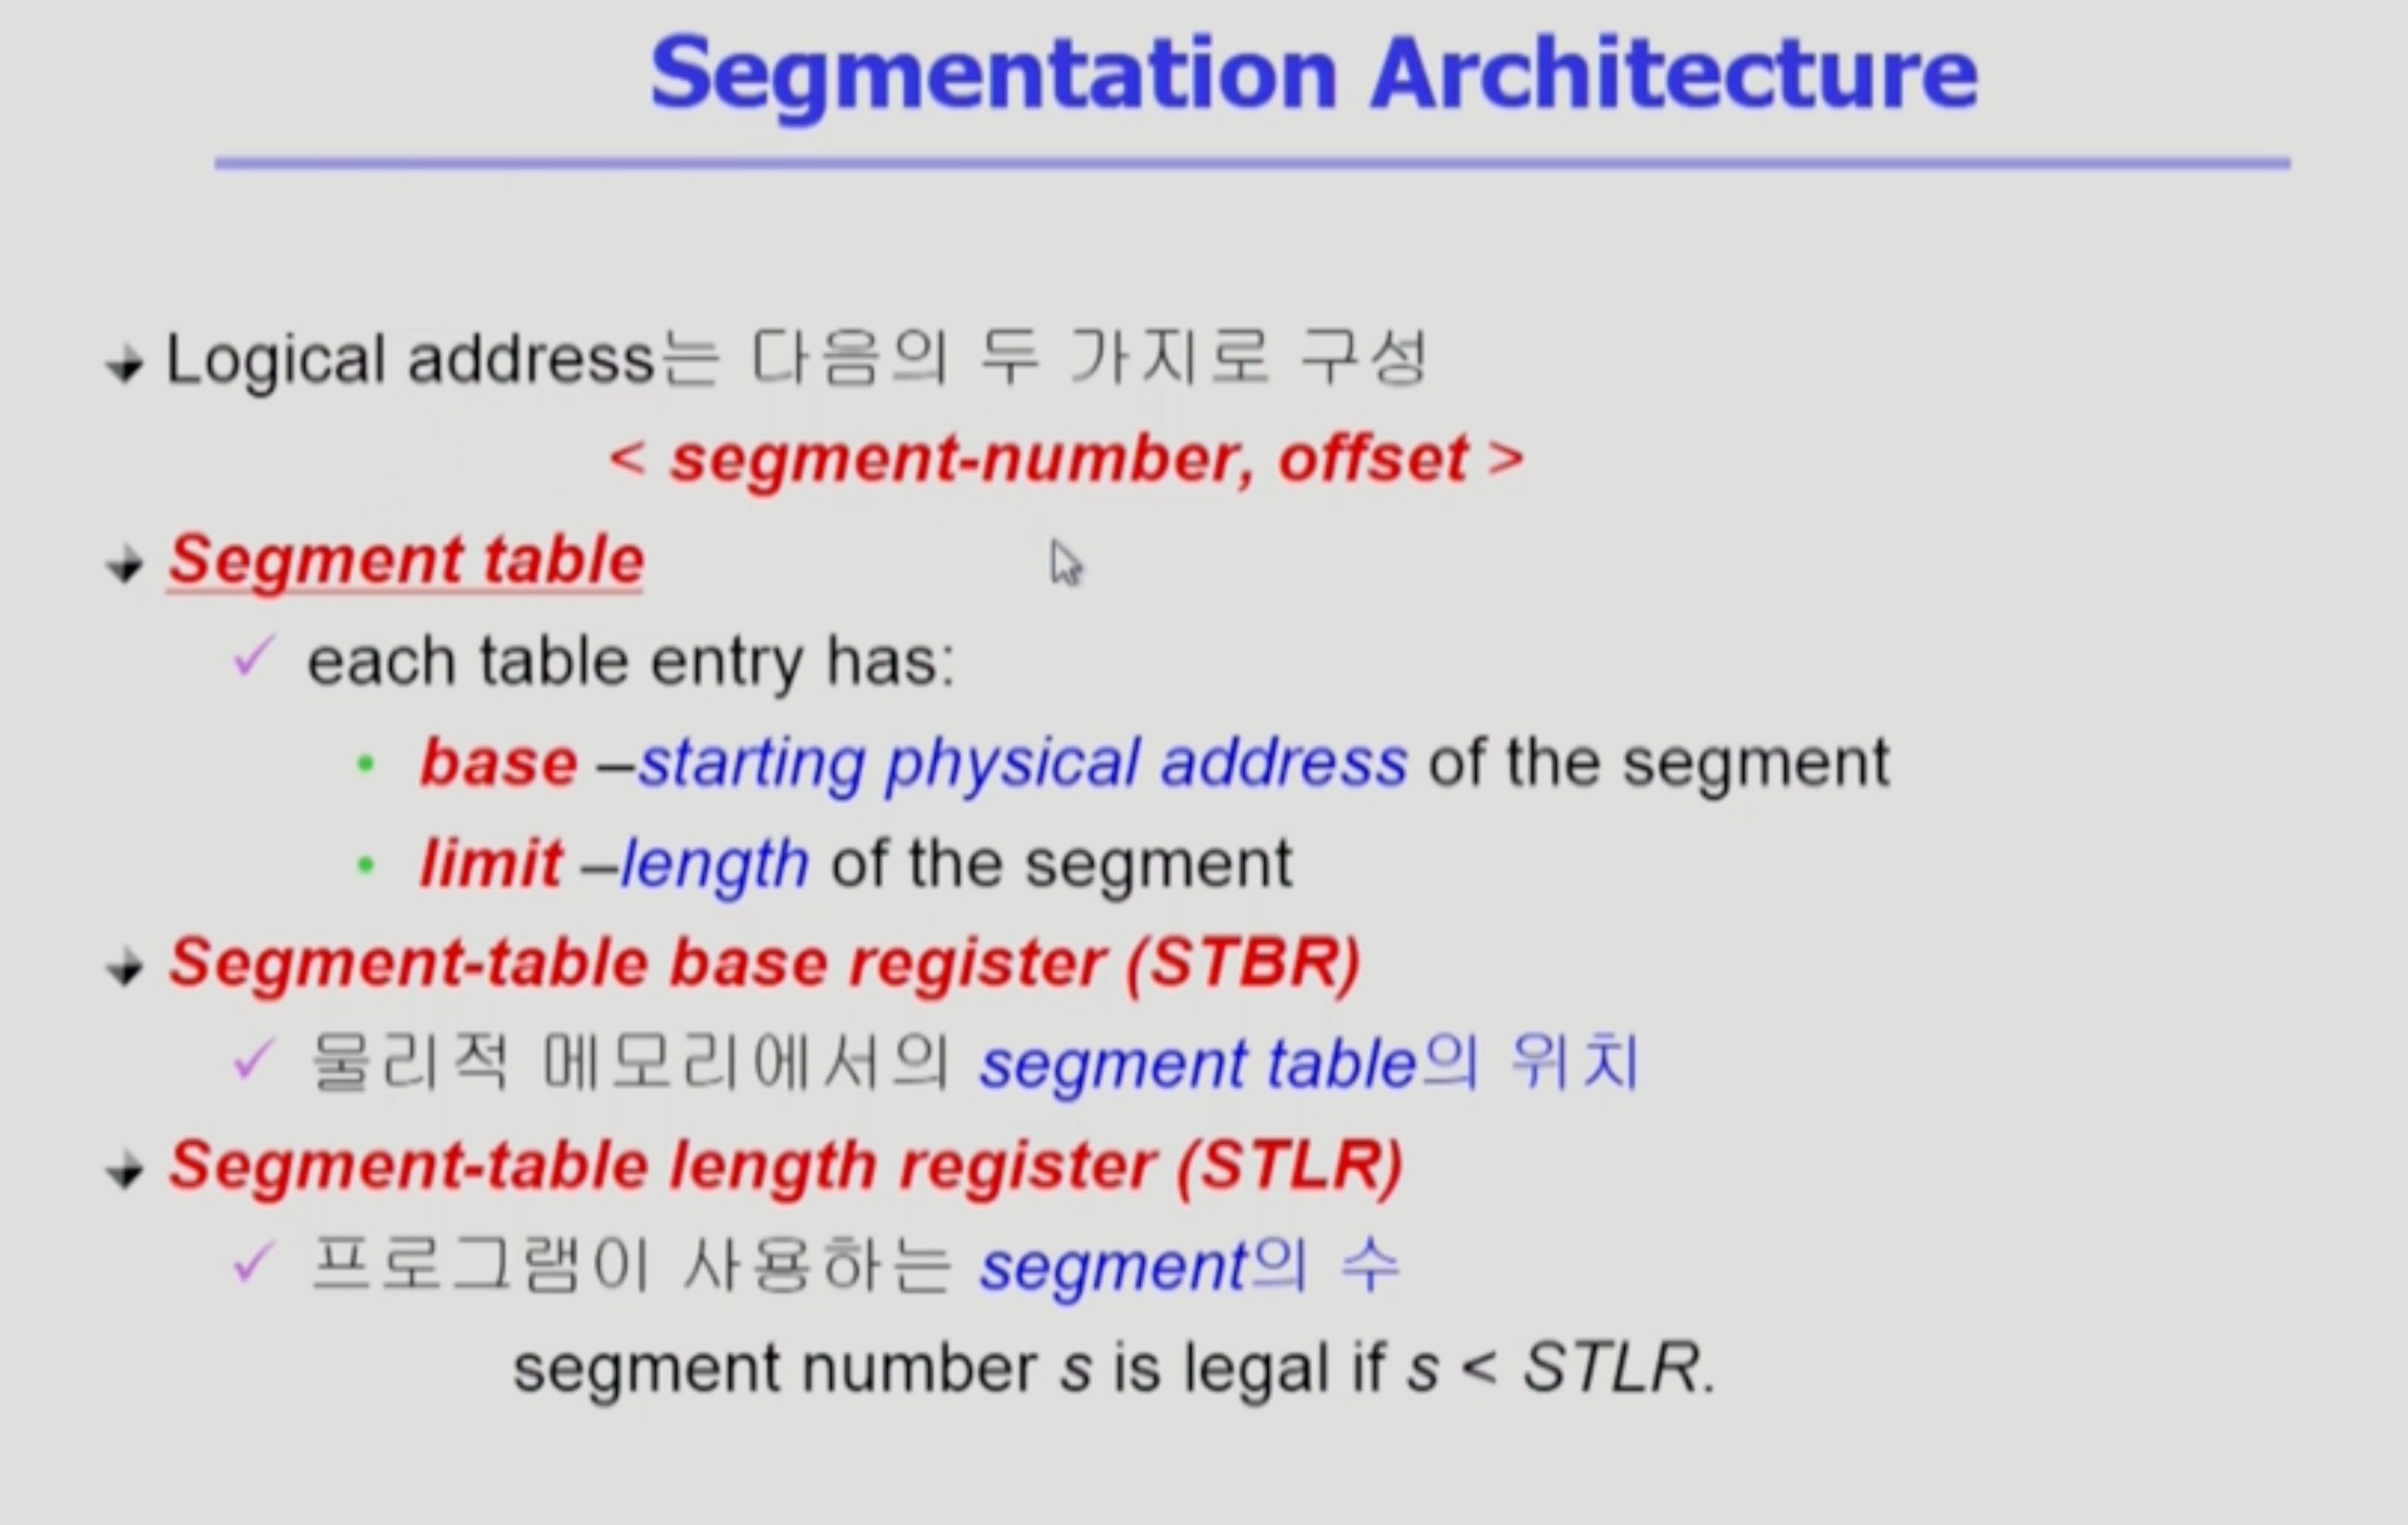 Segmentation Architecture
Logical address는 다음의 두 가지로 구성
< segment-number, offset >
Segment table
each table entry has:
base –starting physical address of the segment
limit –length of the segment
Segment-table base register (STBR)
물리적 메모리에서의 segment table의 위치
Segment-table length register (STLR)
프로그램이 사용하는 segment의 수
segment number s is legal if s < STLR.